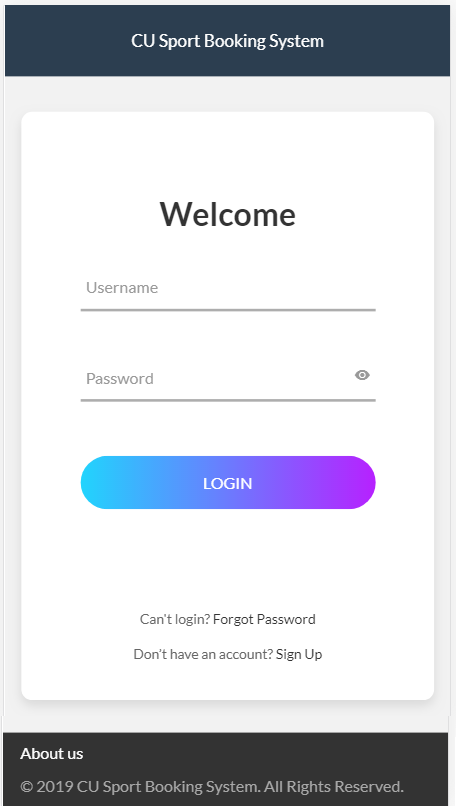 CU Sport Booking System
Welcome
Username
Password
LOGIN
Can't login? Forgot Password
Don't have an account? Sign Up
About us
© 2019 CU Sport Booking System. All Rights Reserved.